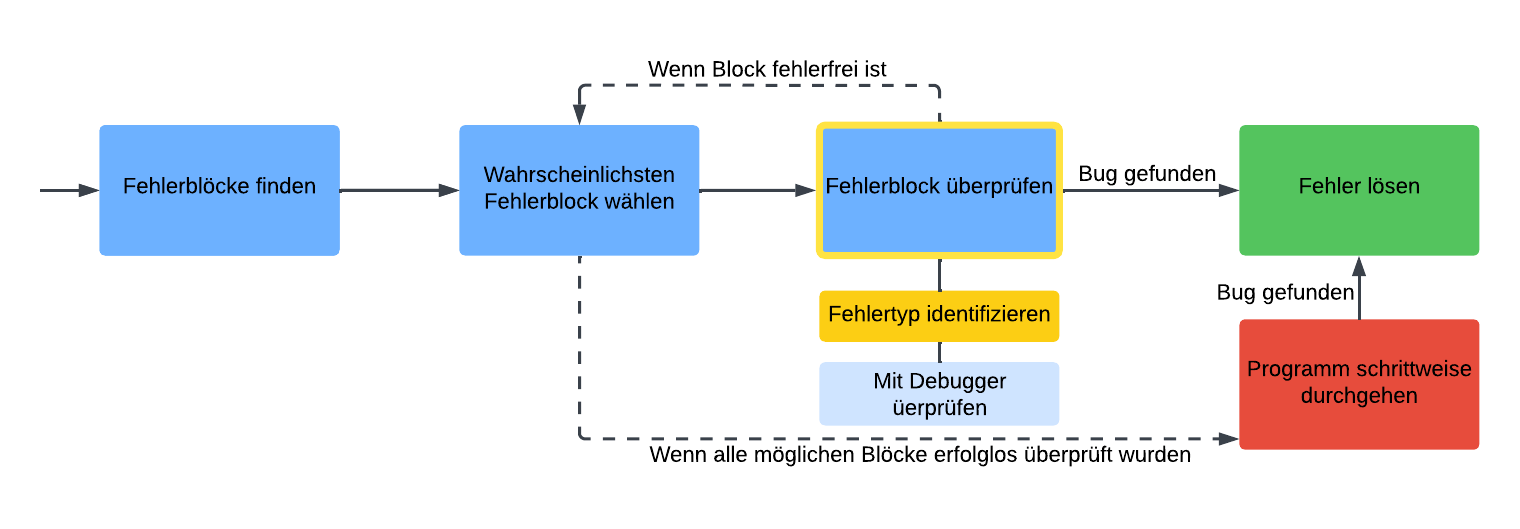 Wenn Block fehlerfrei ist
Fehlerblöcke finden
Wahrscheinlichsten
Fehlerblock wählen
Fehlerblock überprüfen
Bug gefunden
Fehler lösen
Fehlertyp identifizieren
Mit Debugger
üerprüfen
Bug gefunden
Programm schrittweise
durchgehen
Wenn alle möglichen Blöcke erfolglos überprüft wurden